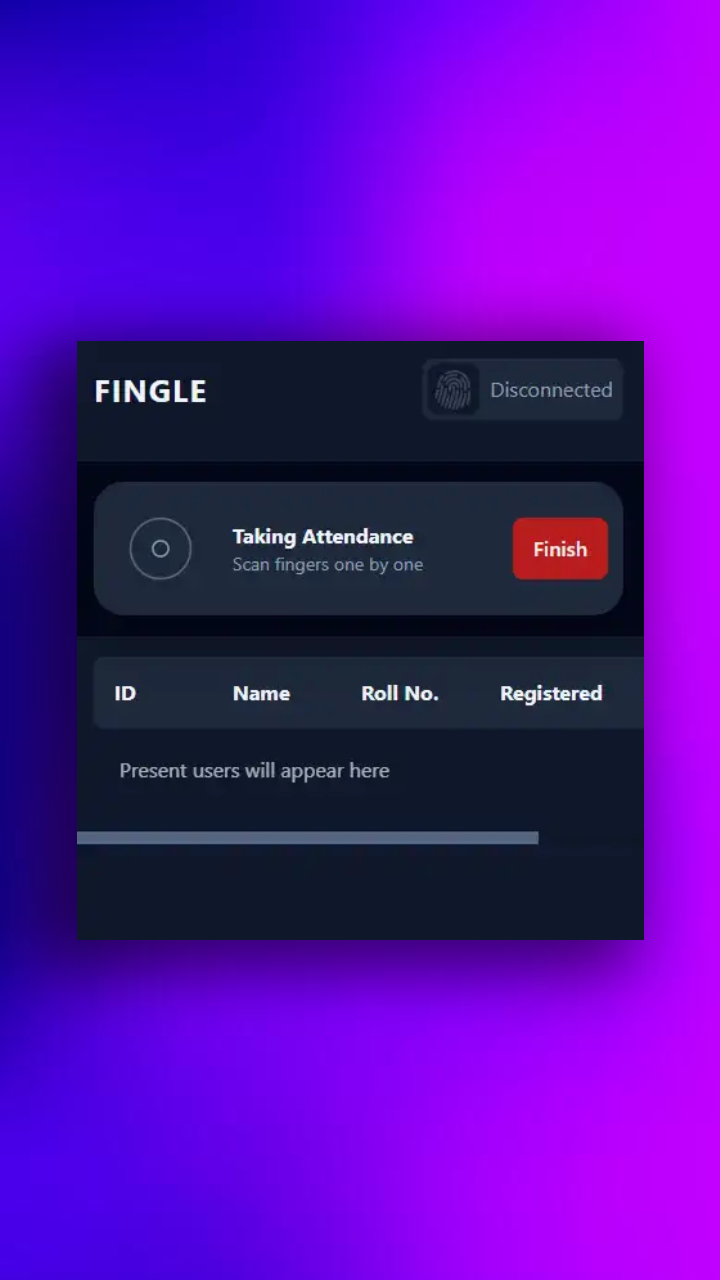 FINGLE
Disconnected
Taking Attendance
Scan fingers one by one
Finish
ID Name Roll No. Registered
Present users will appear here